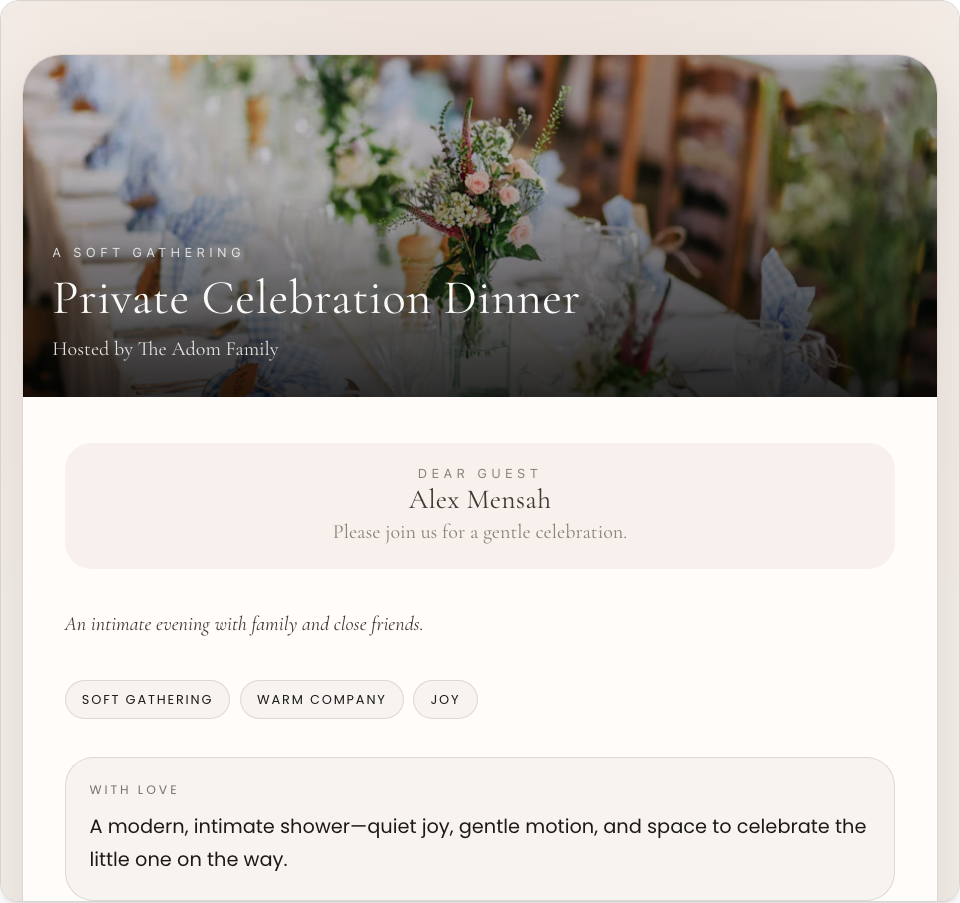 A SOFT GATHERING
Private Celebration Dinner
Hosted by The Adom Family
DEAR GUEST
Alex Mensah
Please join us for a gentle celebration.
An intimate evening with family and close friends.
SOFT GATHERING WARM COMPANY JOY
WITH LOVE
A modern, intimate shower—quiet joy, gentle motion, and space to celebrate the
little one on the way.